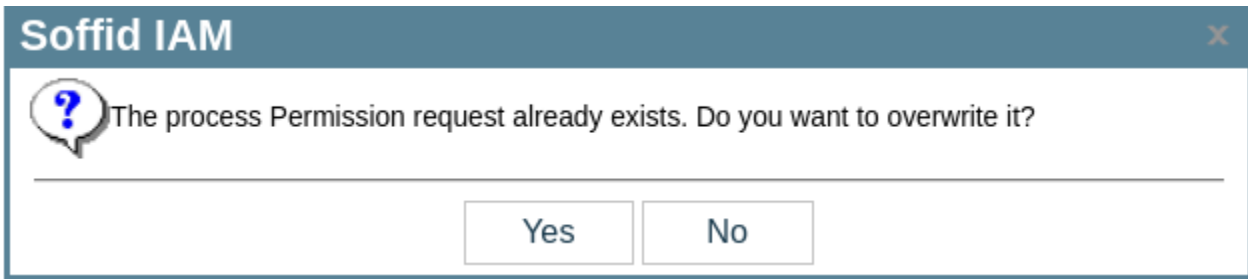 Soffid IAM
x
?
The process Permission request already exists. Do you want to overwrite it?
Yes
No